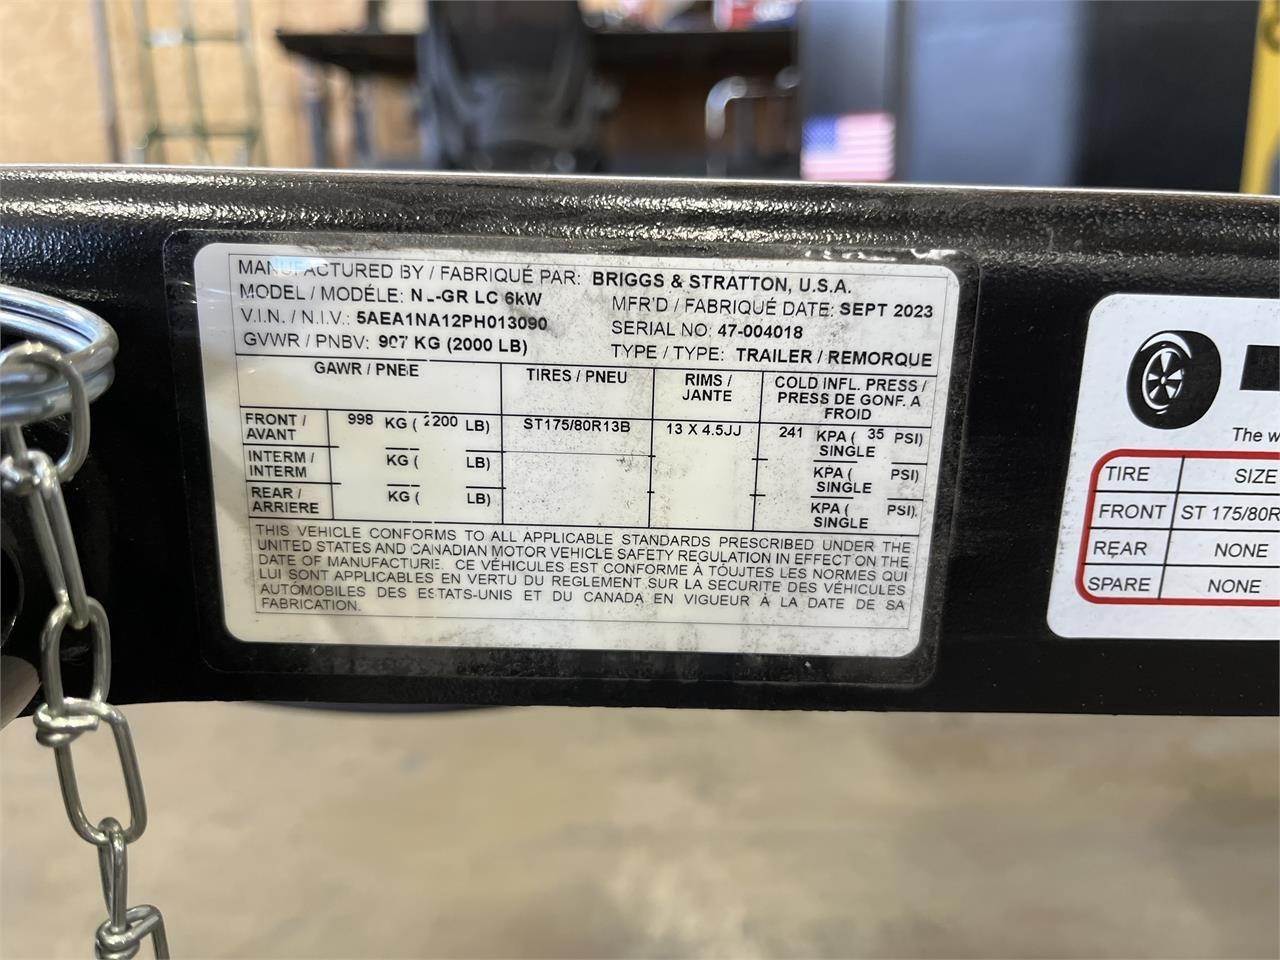 MANUFACTURED BY / FABRIQUÉ PAR: BRIGGS & STRATTON, U.S.A.
MODEL / MODÉLE: N -GR LC 6kW
MFR'D / FABRIQUÉ DATE: SEPT 2023
V.I.N. / N.I.V.: 5AEA1NA12PH013090
SERIAL NO: 47-004018
GVWR / PNBV: 907 KG (2000 LB)
TYPE / TYPE: TRAILER / REMORQUE
GAWR / PNBE
TIRES / PNEU
RIMS / JANTE
COLD INFL. PRESS / PRESS DE GONF. A FROID
FRONT / AVANT 998 KG ( 2200 LB) ST175/80R13B 13 X 4.5JJ 241 KPA ( 35 PSI) SINGLE
INTERM / INTERM KG ( LB) KPA ( PSI) SINGLE
REAR / ARRIERE KG ( LB) KPA ( PSI). SINGLE
THIS VEHICLE CONFORMS TO ALL APPLICABLE STANDARDS PRESCRIBED UNDER THE
UNITED STATES AND CANADIAN MOTOR VEHICLE SAFETY REGULATION IN EFFECT ON THE
DATE OF MANUFACTURE. CE VÉHICULES EST CONFORME À TOUJTES LES NORMES QUI
LUI SONT APPLICABLES EN VERTU DU REGLEMENT SUR LA SECURITE DES VÉHICULES
AUTOMOBILES DES ESTATS-UNIS ET DU CANADA EN VIGUEUR À LA DATE DE SA
FABRICATION.
The
TIRE SIZE
FRONT ST 175/80R
REAR NONE
SPARE NONE